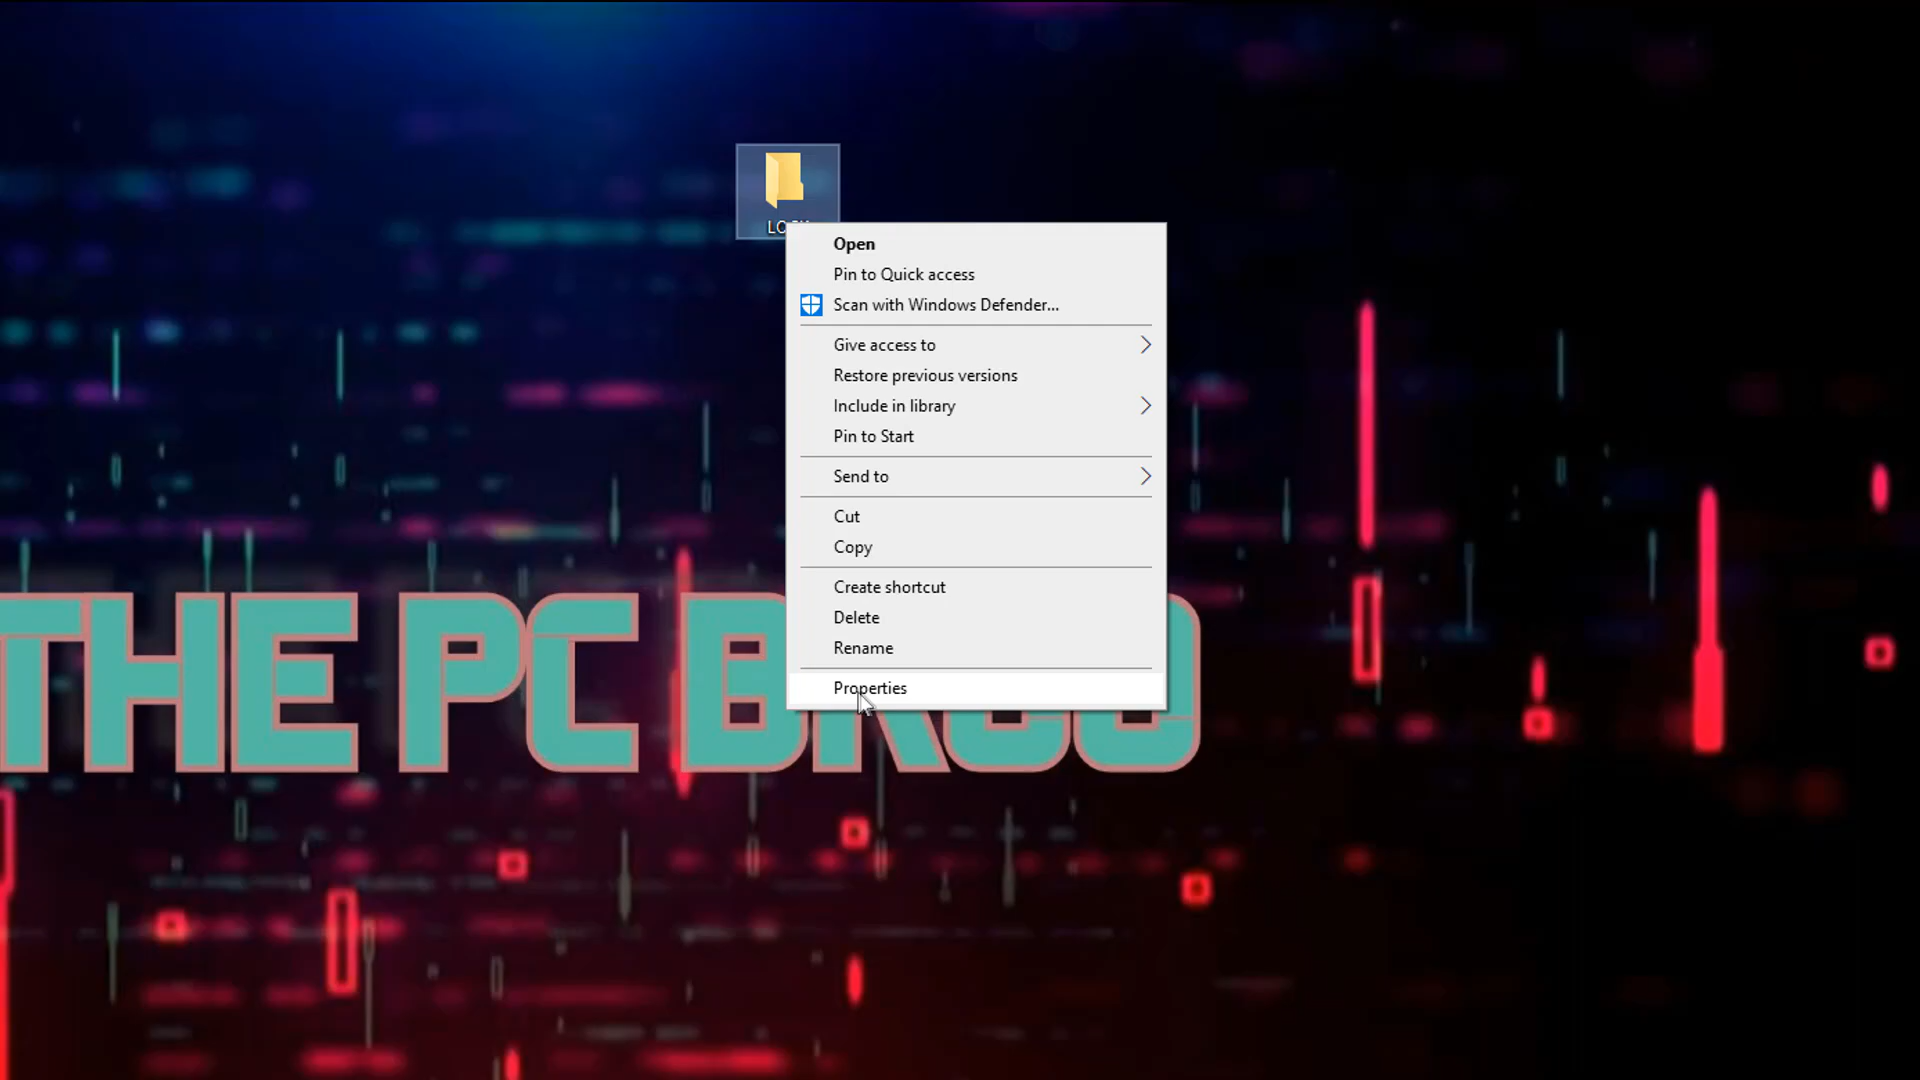 Open
Pin to Quick access
Scan with Windows Defender...
Give access to
Restore previous versions
Include in library
Pin to Start
Send to
Cut
Copy
Create shortcut
Delete
Rename
Properties
THE PC